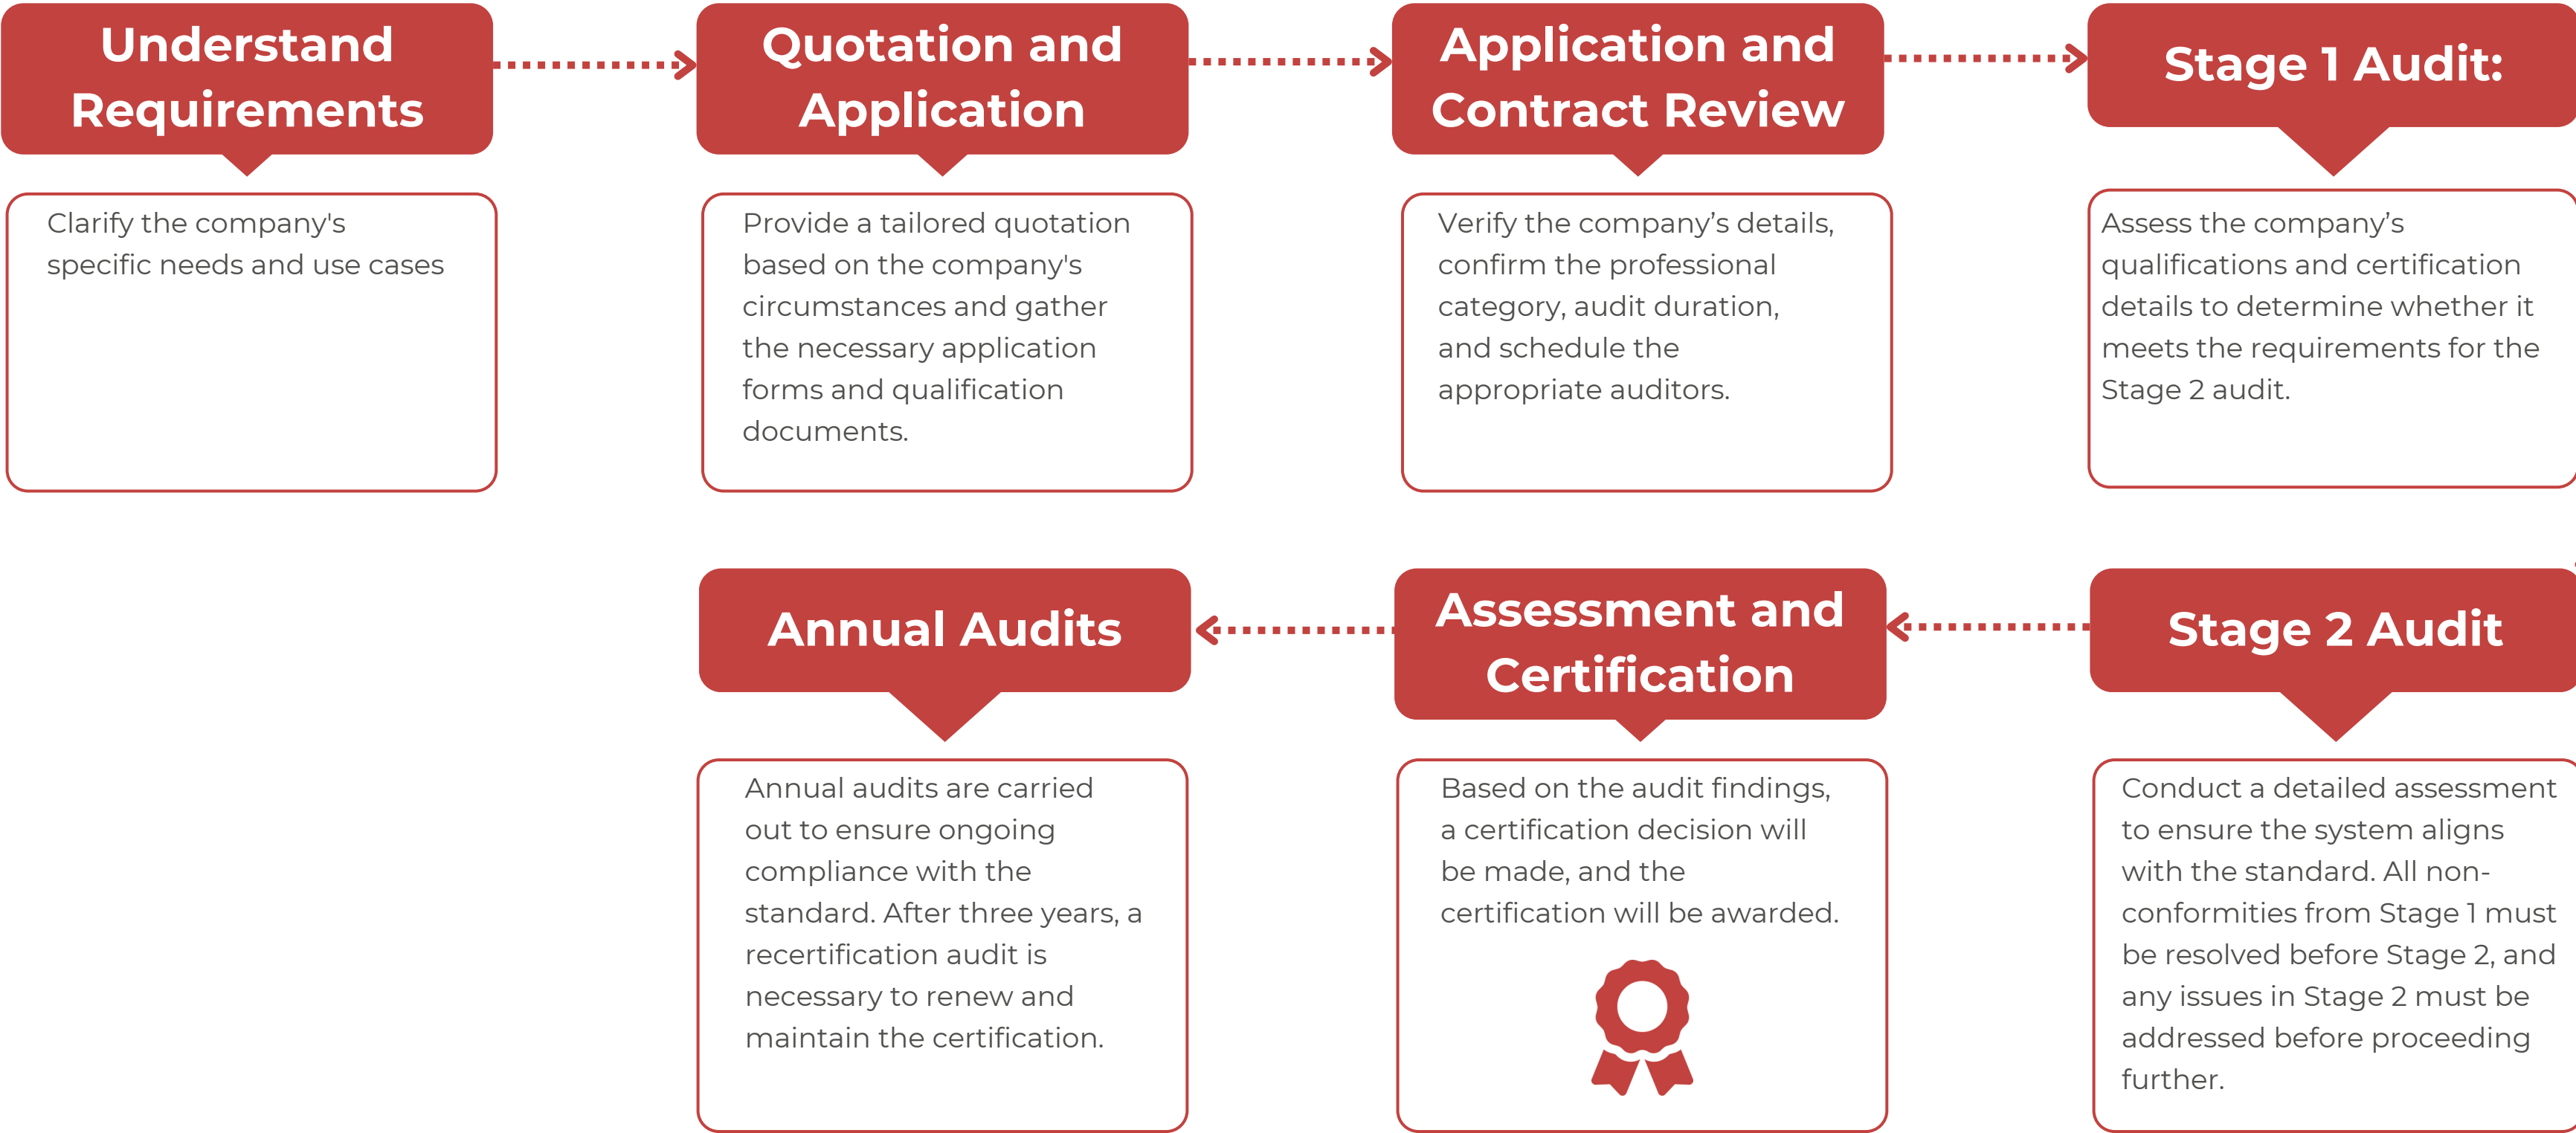 Understand
Requirements
Clarify the company's
specific needs and use cases
Quotation and
Application
Provide a tailored quotation
based on the company's
circumstances and gather
the necessary application
forms and qualification
documents.
Application and
Contract Review
Verify the company’s details,
confirm the professional
category, audit duration,
and schedule the
appropriate auditors.
Stage 1 Audit:
Assess the company’s
qualifications and certification
details to determine whether it
meets the requirements for the
Stage 2 audit.
Stage 2 Audit
Conduct a detailed assessment
to ensure the system aligns
with the standard. All non-
conformities from Stage 1 must
be resolved before Stage 2, and
any issues in Stage 2 must be
addressed before proceeding
further.
Assessment and
Certification
Based on the audit findings,
a certification decision will
be made, and the
certification will be awarded.
Annual Audits
Annual audits are carried
out to ensure ongoing
compliance with the
standard. After three years, a
recertification audit is
necessary to renew and
maintain the certification.